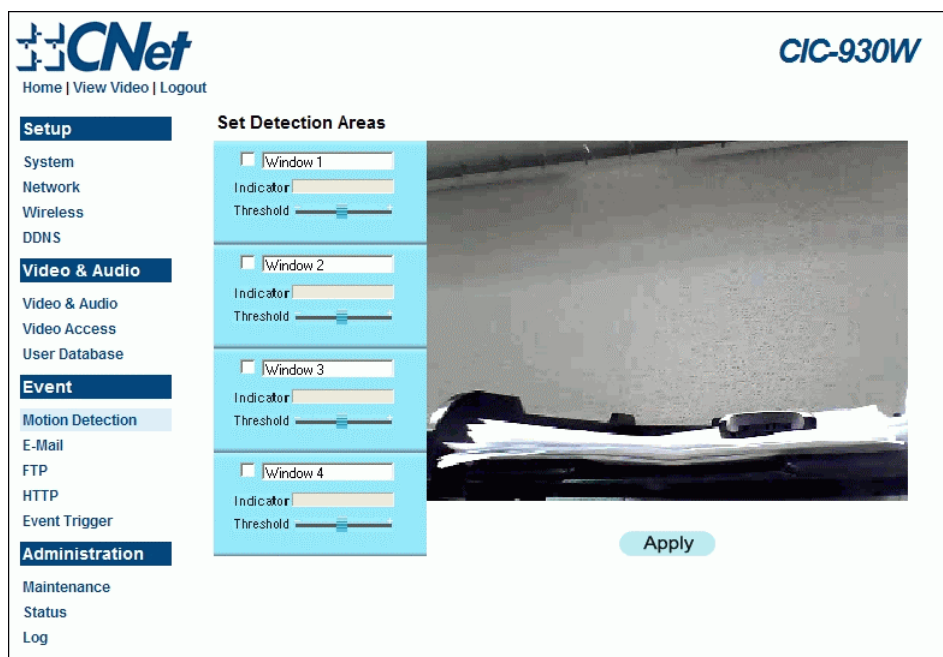 CNet
CIC-930W
Home | View Video | Logout
Setup
System
Network
Wireless
DDNS
Video & Audio
Video & Audio
Video Access
User Database
Event
Motion Detection
E-Mail
FTP
HTTP
Event Trigger
Administration
Maintenance
Status
Log
Set Detection Areas
Window 1
Indicator
Threshold - +
Window 2
Indicator
Threshold - +
Window 3
Indicator
Threshold - +
Window 4
Indicator
Threshold - +
Apply